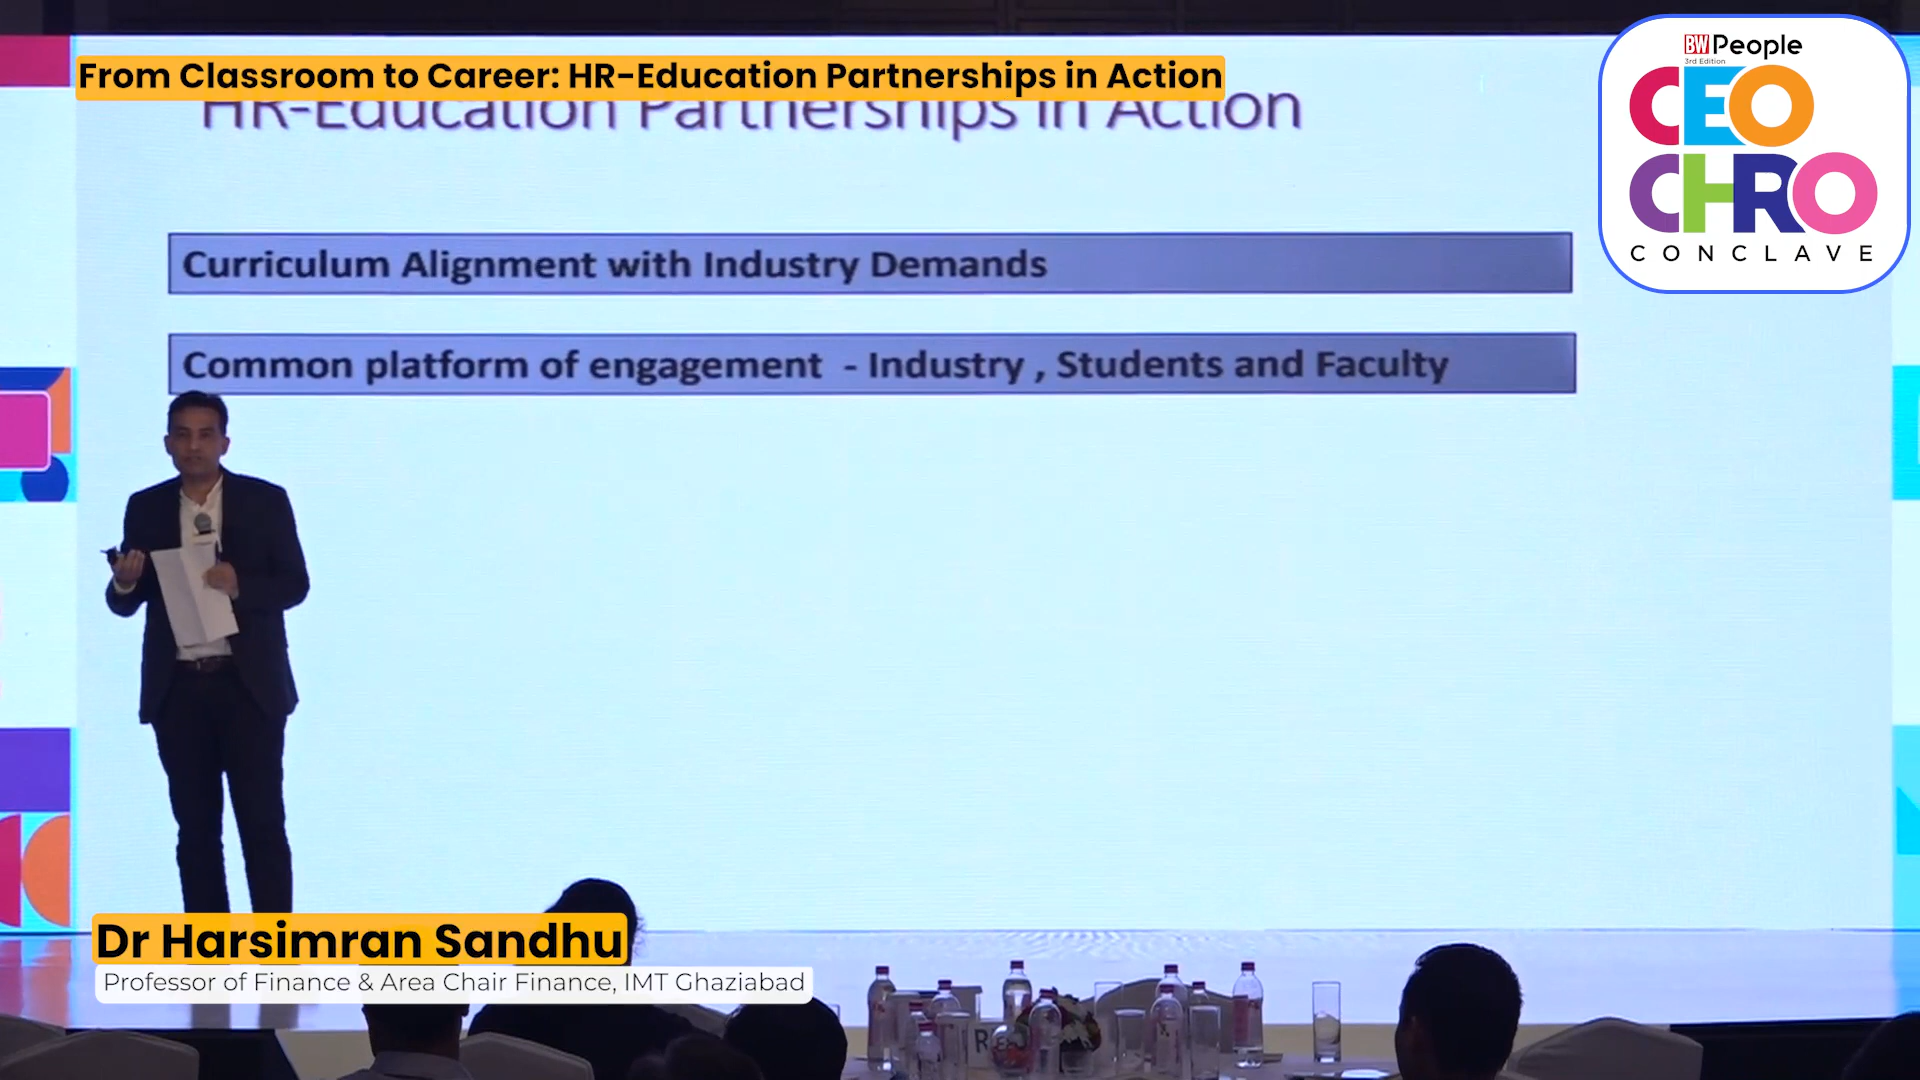 From Classroom to Career: HR-Education Partnerships in Action
HR-Education Partnerships in Action
BW People
3rd Edition
CEO
CHRO
CONCLAVE
Curriculum Alignment with Industry Demands
Common platform of engagement - Industry , Students and Faculty
Dr Harsimran Sandhu
Professor of Finance & Area Chair Finance, IMT Ghaziabad